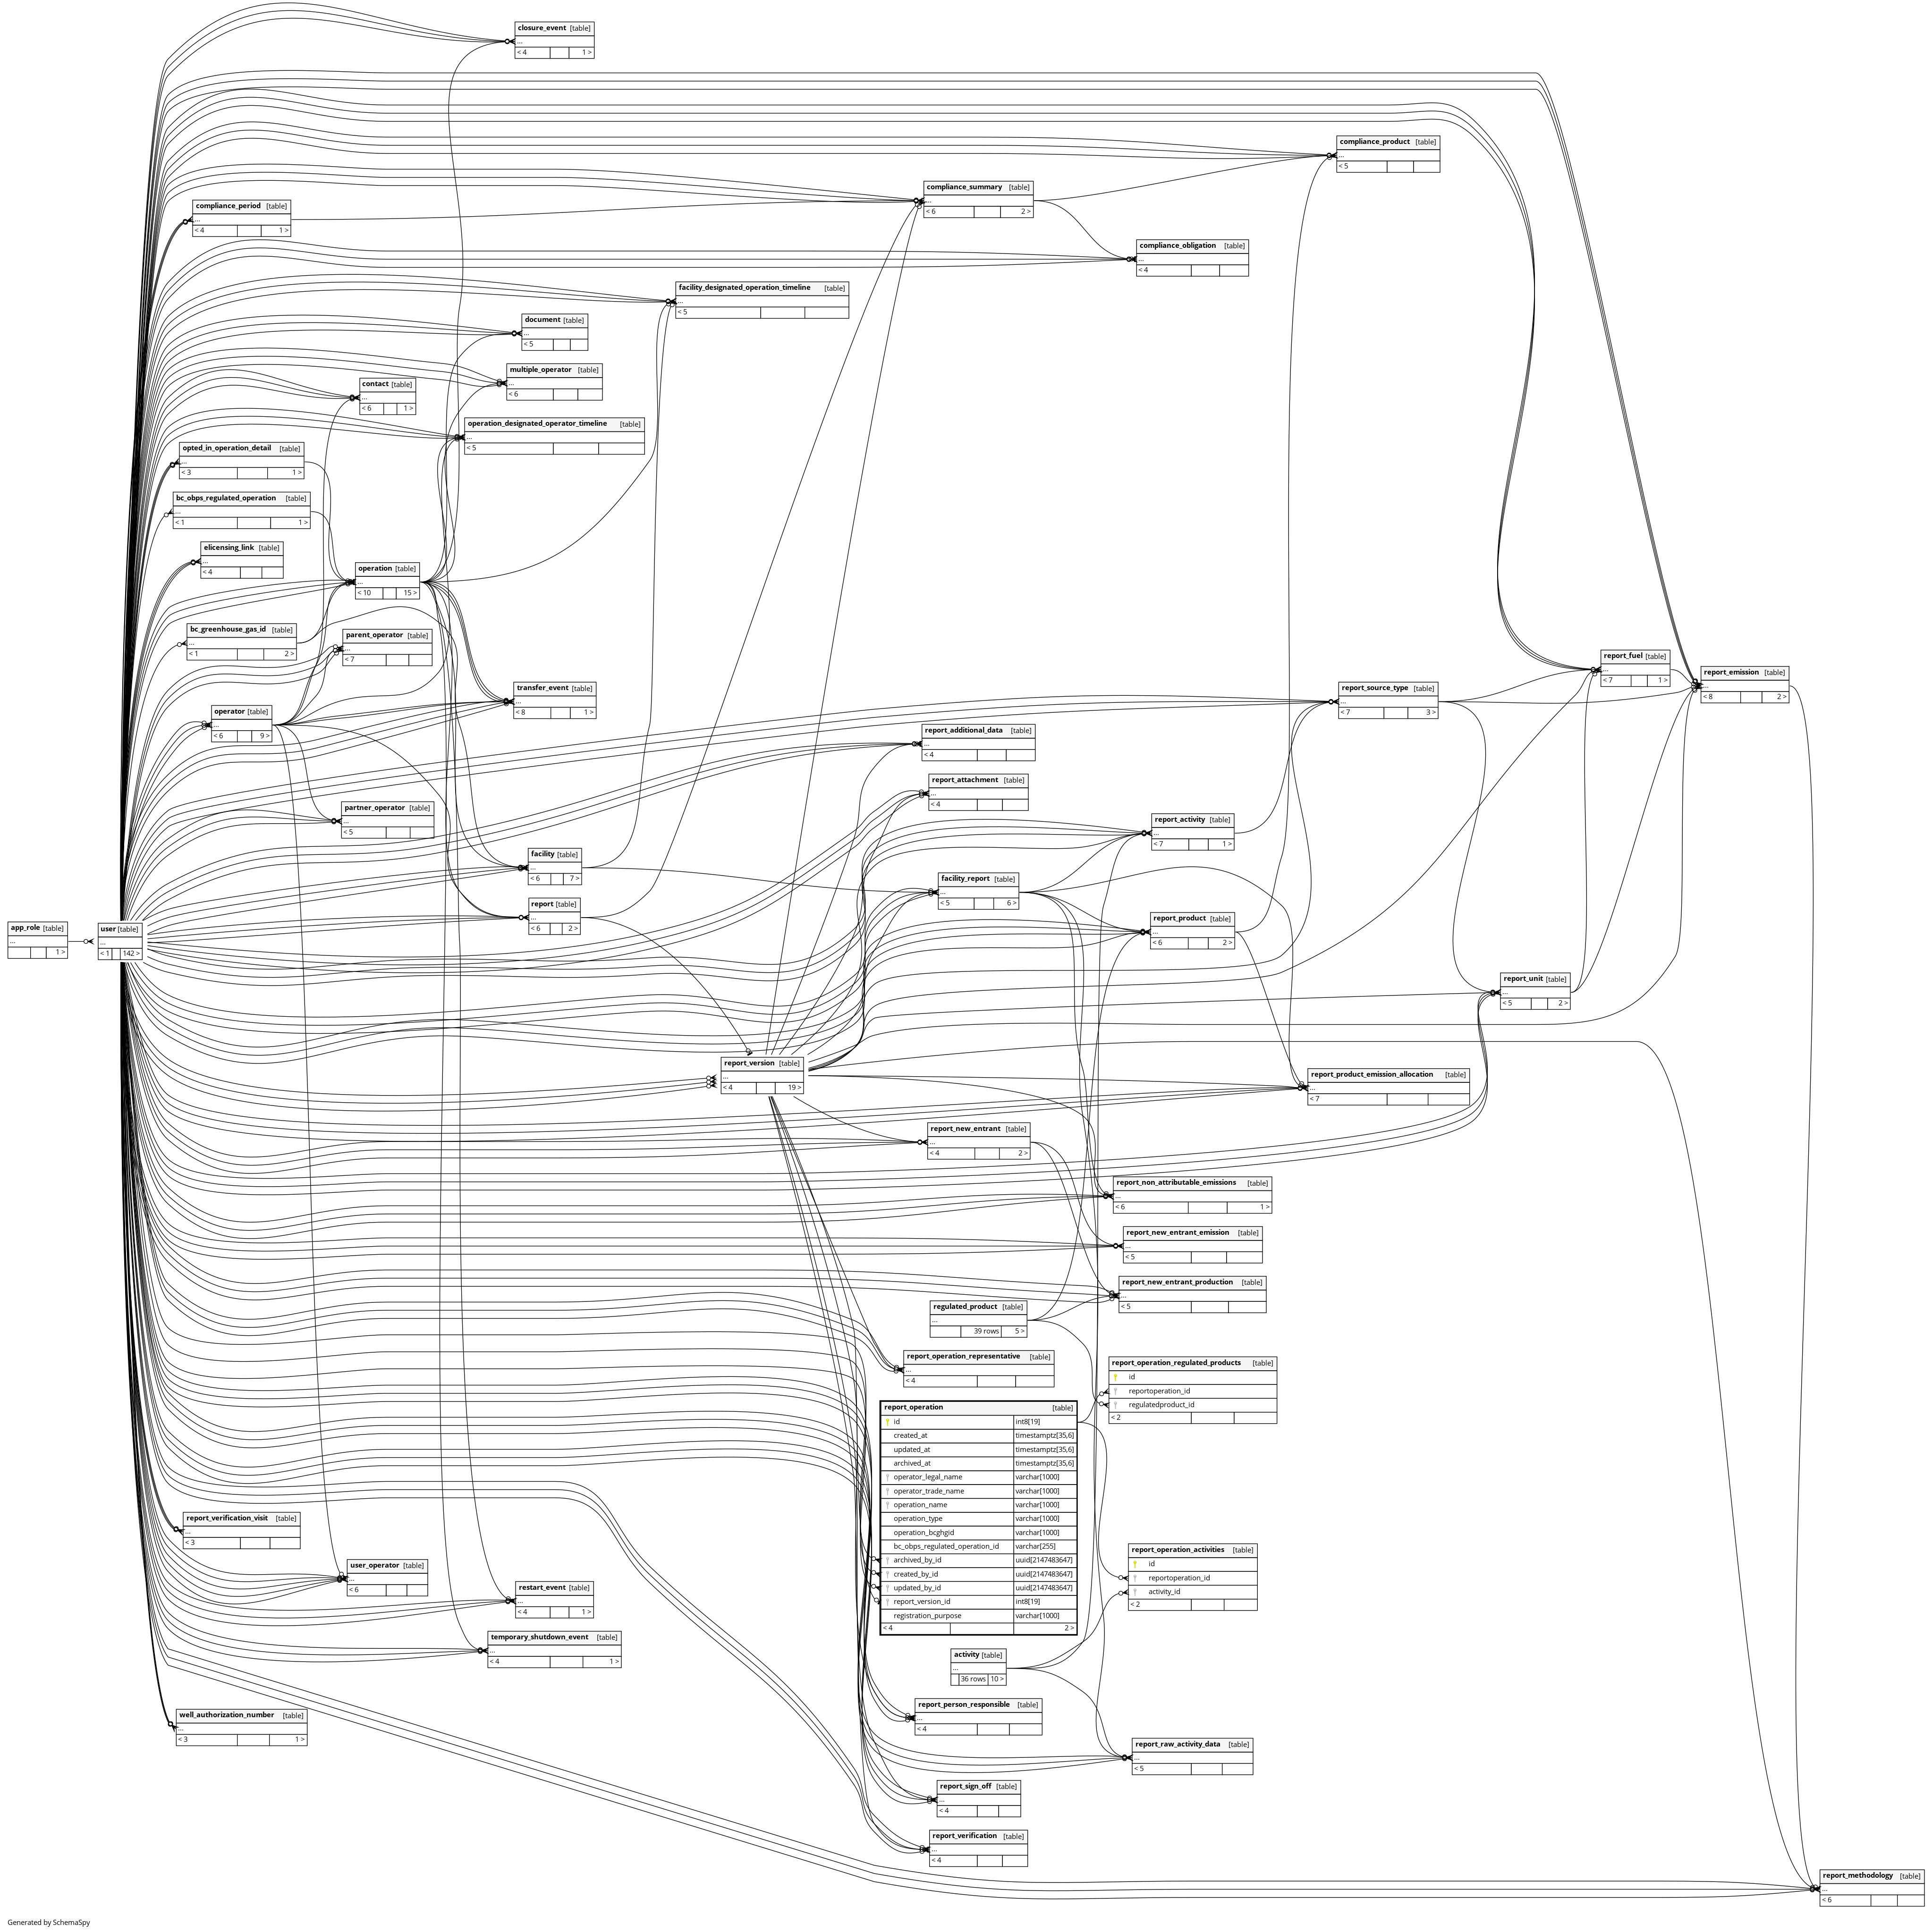 closure_event [table]
...
< 4 1 >
compliance_product [table]
...
< 5
compliance_summary [table]
...
< 6 2 >
compliance_period [table]
...
< 4 1 >
compliance_obligation [table]
...
< 4
facility_designated_operation_timeline [table]
...
< 5
document [table]
...
< 5
multiple_operator [table]
...
< 6
contact [table]
...
< 6 1 >
operation_designated_operator_timeline [table]
...
< 5
opted_in_operation_detail [table]
...
< 3 1 >
bc_obps_regulated_operation [table]
...
< 1 1 >
elicensing_link [table]
...
< 4
operation [table]
...
< 10 15 >
bc_greenhouse_gas_id [table]
...
< 1 2 >
parent_operator [table]
...
< 7
report_fuel [table]
...
< 7 1 >
report_emission [table]
...
< 8 2 >
transfer_event [table]
...
< 8 1 >
report_source_type [table]
...
< 7 3 >
operator [table]
...
< 6 9 >
report_additional_data [table]
...
< 4
report_attachment [table]
...
< 4
partner_operator [table]
...
< 5
report_activity [table]
...
< 7 1 >
facility [table]
...
< 6 7 >
facility_report [table]
...
< 5 6 >
report [table]
...
< 6 2 >
report_product [table]
...
< 6 2 >
app_role [table]
...
1 >
user [table]
...
< 1 142 >
report_unit [table]
...
< 5 2 >
report_version [table]
...
< 4 19 >
report_product_emission_allocation [table]
...
< 7
report_new_entrant [table]
...
< 4 2 >
report_non_attributable_emissions [table]
...
< 6 1 >
report_new_entrant_emission [table]
...
< 5
report_new_entrant_production [table]
...
< 5
regulated_product [table]
...
39 rows 5 >
report_operation_representative [table]
...
< 4
report_operation_regulated_products [table]
id
reportoperation_id
regulatedproduct_id
< 2
report_operation [table]
id int8[19]
created_at timestamptz[35,6]
updated_at timestamptz[35,6]
archived_at timestamptz[35,6]
operator_legal_name varchar[1000]
operator_trade_name varchar[1000]
operation_name varchar[1000]
operation_type varchar[1000]
operation_bcghgid varchar[1000]
bc_obps_regulated_operation_id varchar[255]
archived_by_id uuid[2147483647]
created_by_id uuid[2147483647]
updated_by_id uuid[2147483647]
report_version_id int8[19]
registration_purpose varchar[1000]
< 4 2 >
report_verification_visit [table]
...
< 3
report_operation_activities [table]
id
reportoperation_id
activity_id
< 2
user_operator [table]
...
< 6
restart_event [table]
...
< 4 1 >
temporary_shutdown_event [table]
...
< 4 1 >
activity [table]
...
36 rows 10 >
report_person_responsible [table]
...
< 4
well_authorization_number [table]
...
< 3 1 >
report_raw_activity_data [table]
...
< 5
report_sign_off [table]
...
< 4
report_verification [table]
...
< 4
report_methodology [table]
...
< 6
Generated by SchemaSpy